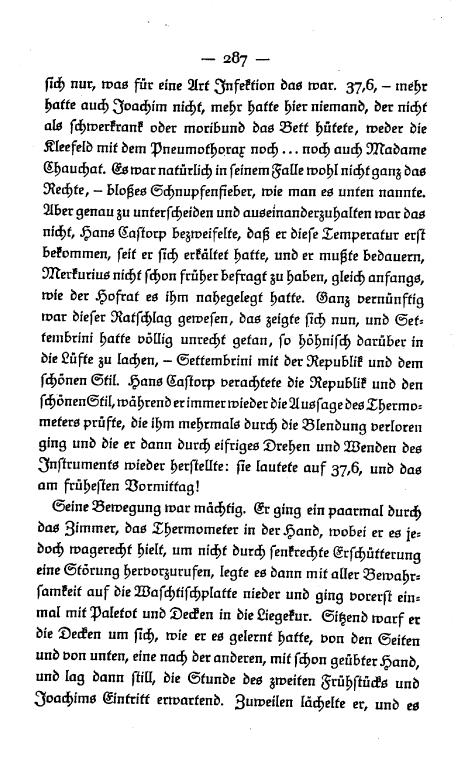 — 287 —
sich nur, was für eine Art Infektion das war. 37,6, – mehr
hatte auch Joachim nicht, mehr hatte hier niemand, der nicht
als schwerkrank oder moribund das Bett hütete, weder die
Kleefeld mit dem Pneumothorax noch ... noch auch Madame
Chauchat. Es war natürlich in seinem Falle wohl nicht ganz das
Rechte, – bloßes Schnupfenfieber, wie man es unten nannte.
Aber genau zu unterscheiden und auseinanderzuhalten war das
nicht, Hans Castorp bezweifelte, daß er diese Temperatur erst
bekommen, seit er sich erkältet hatte, und er mußte bedauern,
Merkurius nicht schon früher befragt zu haben, gleich anfangs,
wie der Hofrat es ihm nahegelegt hatte. Ganz vernünftig
war dieser Ratschlag gewesen, das zeigte sich nun, und Set-
tembrini hatte völlig unrecht getan, so höhnisch darüber in
die Lüfte zu lachen, – Settembrini mit der Republik und dem
schönen Stil. Hans Castorp verachtete die Republik und den
schönen Stil, während er immer wieder die Aussage des Thermo-
meters prüfte, die ihm mehrmals durch die Blendung verloren
ging und die er dann durch eifriges Drehen und Wenden des
Instruments wieder herstellte: sie lautete auf 37,6, und das
am frühesten Vormittag!
Seine Bewegung war mächtig. Er ging ein paarmal durch
das Zimmer, das Thermometer in der Hand, wobei er es je-
doch wagerecht hielt, um nicht durch senkrechte Erschütterung
eine Störung hervorzurufen, legte es dann mit aller Bewahr-
samkeit auf die Waschtischplatte nieder und ging vorerst ein-
mal mit Paletot und Decken in die Liegekur. Sitzend warf er
die Decken um sich, wie er es gelernt hatte, von den Seiten
und von unten, eine nach der anderen, mit schon geübter Hand,
und lag dann still, die Stunde des zweiten Frühstücks und
Joachims Eintritt erwartend. Zuweilen lächelte er, und es